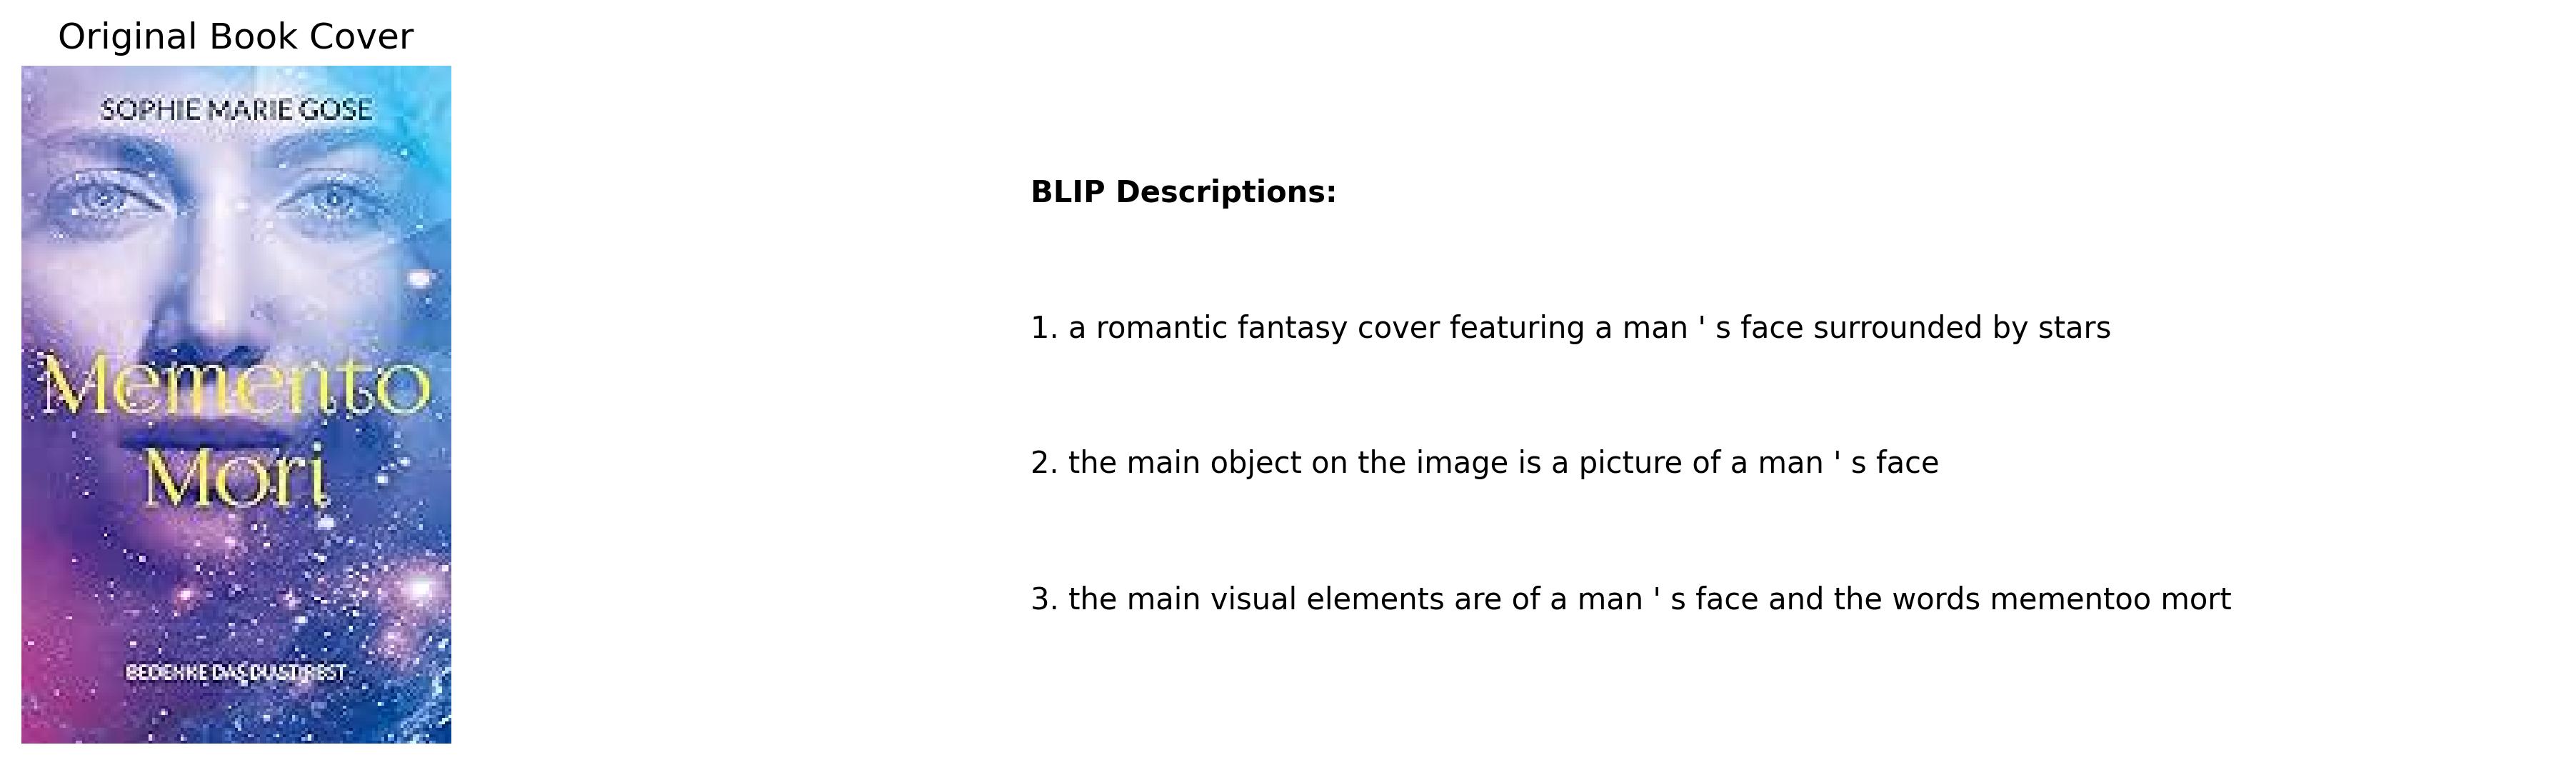 Original Book Cover
SOPHIE MARIE GOSE
Memento
Mori
BEDENKE DAS DU STIRBST
BLIP Descriptions:
1. a romantic fantasy cover featuring a man ' s face surrounded by stars
2. the main object on the image is a picture of a man ' s face
3. the main visual elements are of a man ' s face and the words mementoo mort